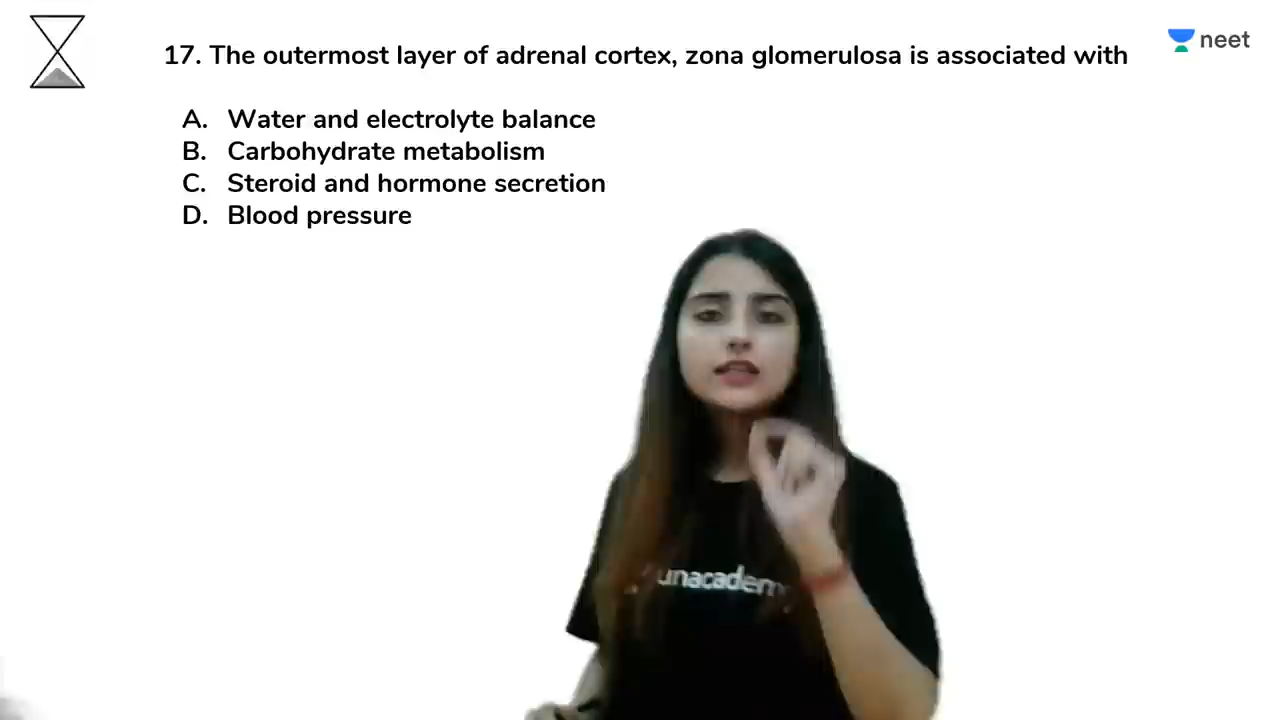 17. The outermost layer of adrenal cortex, zona glomerulosa is associated with
neet
A. Water and electrolyte balance
B. Carbohydrate metabolism
C. Steroid and hormone secretion
D. Blood pressure
unacademy